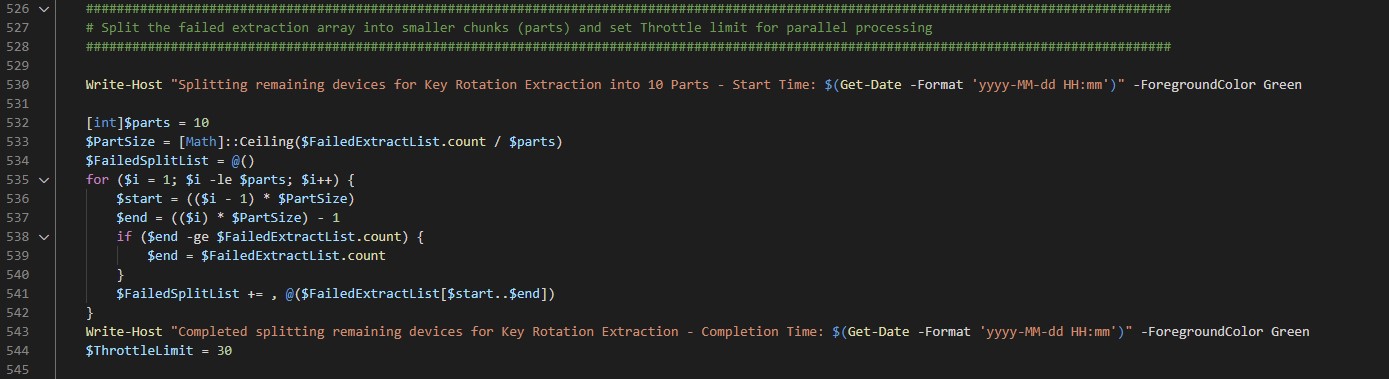 526 ##############################################################################################################################################
527 # Split the failed extraction array into smaller chunks (parts) and set Throttle limit for parallel processing
528 ##############################################################################################################################################
529
530 Write-Host "Splitting remaining devices for Key Rotation Extraction into 10 Parts - Start Time: $(Get-Date -Format 'yyyy-MM-dd HH:mm')" -ForegroundColor Green
531
532 [int]$parts = 10
533 $PartSize = [Math]::Ceiling($FailedExtractList.count / $parts)
534 $FailedSplitList = @()
535 for ($i = 1; $i -le $parts; $i++) {
536     $start = (($i - 1) * $PartSize)
537     $end = (($i) * $PartSize) - 1
538     if ($end -ge $FailedExtractList.count) {
539         $end = $FailedExtractList.count
540     }
541     $FailedSplitList += , @($FailedExtractList[$start..$end])
542 }
543 Write-Host "Completed splitting remaining devices for Key Rotation Extraction - Completion Time: $(Get-Date -Format 'yyyy-MM-dd HH:mm')" -ForegroundColor Green
544 $ThrottleLimit = 30
545